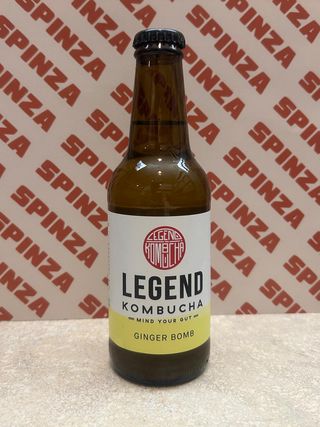 SPINZA
LEGEND
KOMBUCHA
LEGEND
KOMBUCHA
MIND YOUR GUT
GINGER BOMB